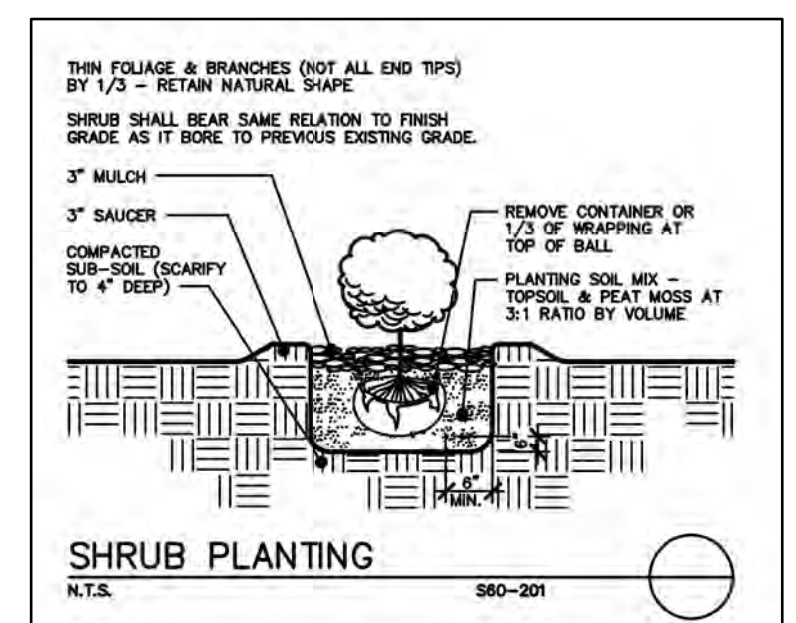 THIN FOLIAGE & BRANCHES (NOT ALL END TIPS)
BY 1/3 – RETAIN NATURAL SHAPE
SHRUB SHALL BEAR SAME RELATION TO FINISH
GRADE AS IT BORE TO PREVIOUS EXISTING GRADE.
3" MULCH
3" SAUCER
COMPACTED
SUB-SOIL (SCARIFY
TO 4" DEEP)
REMOVE CONTAINER OR
1/3 OF WRAPPING AT
TOP OF BALL
PLANTING SOIL MIX –
TOPSOIL & PEAT MOSS AT
3:1 RATIO BY VOLUME
6"
6"
MIN.
SHRUB PLANTING
N.T.S.
S60-201